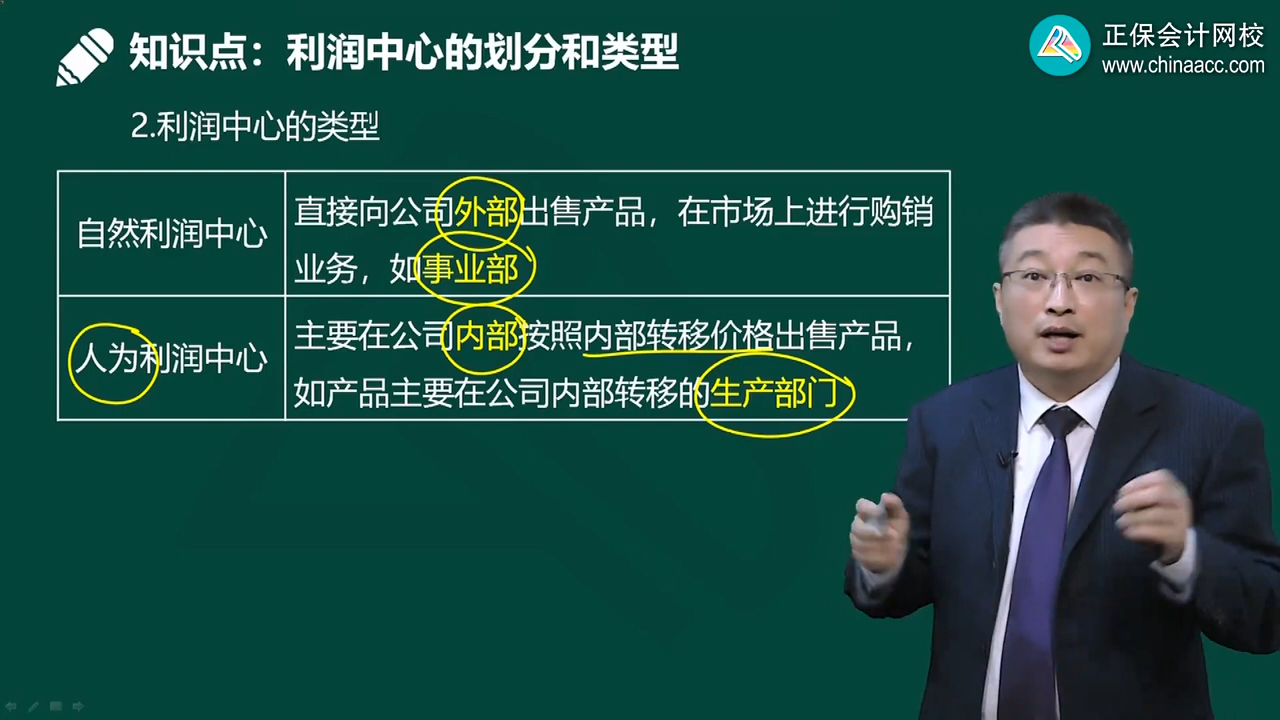 知识点：利润中心的划分和类型
正保会计网校
www.chinaacc.com
2.利润中心的类型
自然利润中心
直接向公司外部出售产品，在市场上进行购销
业务，如事业部
人为利润中心
主要在公司内部按照内部转移价格出售产品，
如产品主要在公司内部转移的生产部门